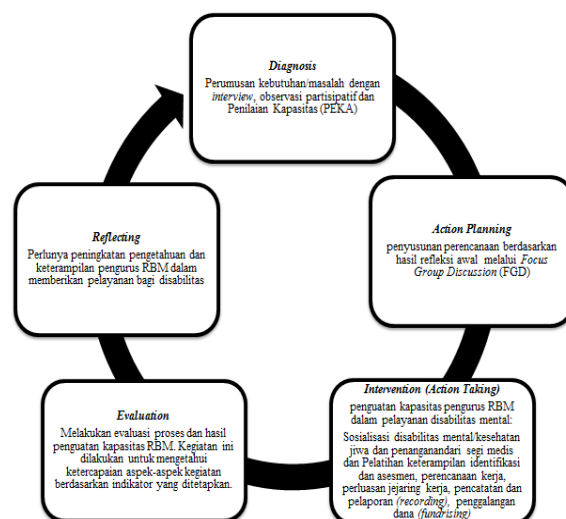 Diagnosis
Perumusan kebutuhan/masalah dengan
interview, observasi partisipatif dan
Penilaian Kapasitas (PEKA)
Action Planning
penyusunan perencanaan berdasarkan
hasil refleksi awal melalui Focus
Group Discussion (FGD)
Intervention (Action Taking)
penguatan kapasitas pengurus RBM
dalam pelayanan disabilitas mental:
Sosialisasi disabilitas mental/kesehatan
jiwa dan penanganandari segi medis
dan Pelatihan keterampilan identifikasi
dan asesmen, perencanaan kerja,
perluasan jejaring kerja, pencatatan dan
pelaporan (recording), penggalangan
dana (fundrising)
Evaluation
Melakukan evaluasi proses dan hasil
penguatan kapasitas RBM. Kegiatan ini
dilakukan untuk mengetahui
ketercapaian aspek-aspek kegiatan
berdasarkan indikator yang ditetapkan.
Reflecting
Perlunya peningkatan pengetahuan dan
keterampilan pengurus RBM dalam
memberikan pelayanan bagi disabilitas